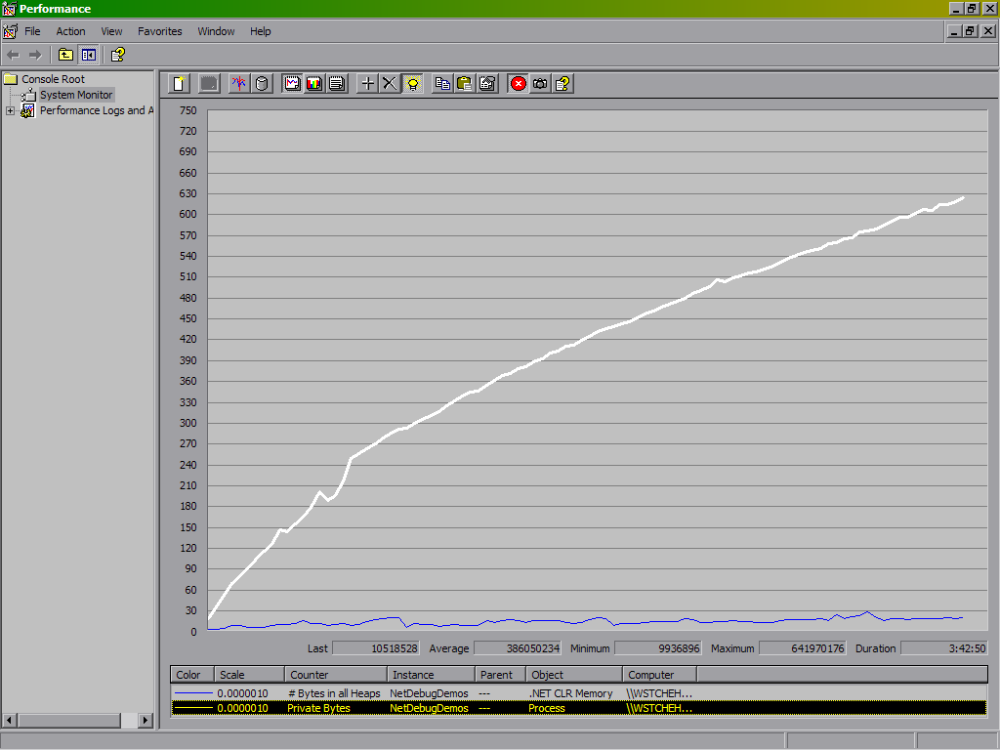 Performance
File Action View Favorites Window Help
Console Root
System Monitor
Performance Logs and A
750
720
690
660
630
600
570
540
510
480
450
420
390
360
330
300
270
240
210
180
150
120
90
60
30
0
Last 10518528 Average 386050234 Minimum 9936896 Maximum 641970176 Duration 3:42:50
Color Scale Counter Instance Parent Object Computer
0.0000010 # Bytes in all Heaps NetDebugDemos --- .NET CLR Memory \\WSTCHEH...
0.0000010 Private Bytes NetDebugDemos --- Process \\WSTCHEH...